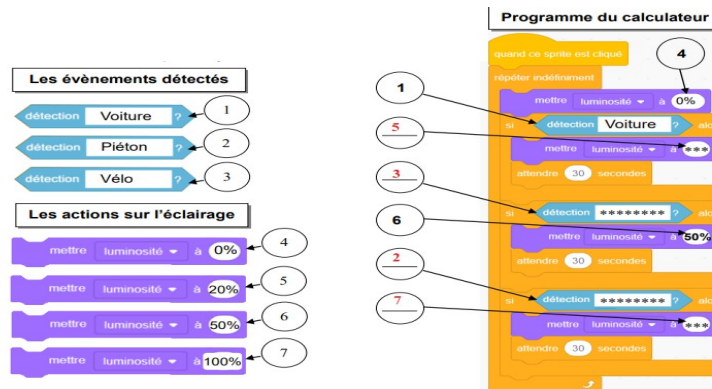 Les évènements détectés
détection Voiture ? 1
détection Piéton ? 2
détection Vélo ? 3
Les actions sur l'éclairage
mettre luminosité à 0% 4
mettre luminosité à 20% 5
mettre luminosité à 50% 6
mettre luminosité à 100% 7
Programme du calculateur
quand ce sprite est cliqué
4
répéter indéfiniment
mettre luminosité à 0%
1
si détection Voiture ? alo
5
mettre luminosité à ***
attendre 30 secondes
3
si détection ******** ? alo
6
mettre luminosité à 50%
attendre 30 secondes
2
si détection ******** ? alo
7
mettre luminosité à ***
attendre 30 secondes